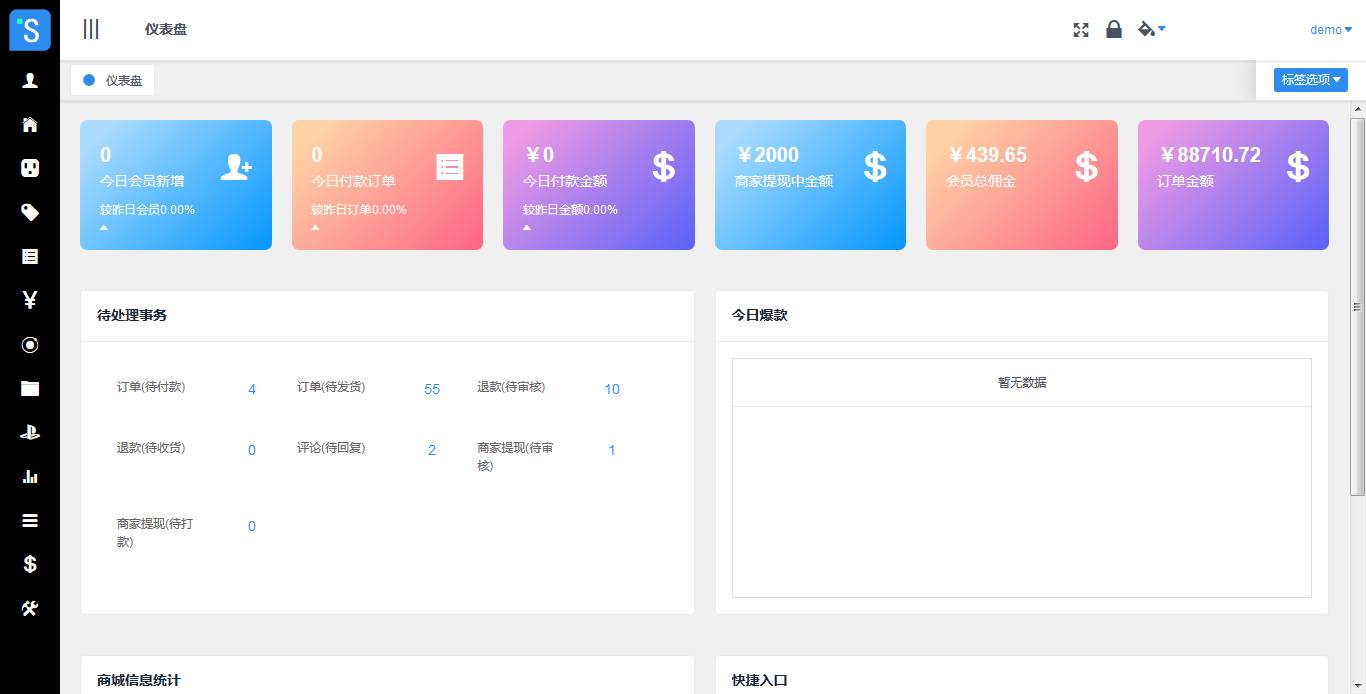 仪表盘
demo
仪表盘
标签选项
0
今日会员新增
较昨日会员0.00%
0
今日付款订单
较昨日订单0.00%
￥0
今日付款金额
较昨日金额0.00%
￥2000
商家提现中金额
￥439.65
会员总佣金
￥88710.72
订单金额
待处理事务
订单(待付款) 4
订单(待发货) 55
退款(待审核) 10
退款(待收货) 0
评论(待回复) 2
商家提现(待审
核) 1
商家提现(待打
款) 0
今日爆款
暂无数据
商城信息统计
快捷入口